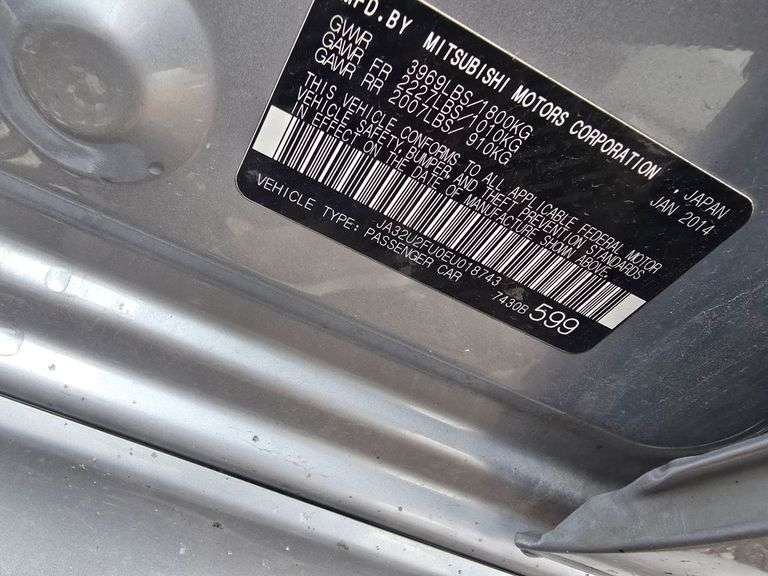 MFD.BY MITSUBISHI MOTORS CORPORATION , JAPAN
GVWR 3969LBS/1800KG JAN 2014
GAWR FR 2227LBS/1010KG
GAWR RR 2007LBS/ 910KG
THIS VEHICLE CONFORMS TO ALL APPLICABLE FEDERAL MOTOR
VEHICLE SAFETY,BUMPER AND THEFT PREVENTION STANDARDS
IN EFFECT ON THE DATE OF MANUFACTURE SHOWN ABOVE.
JA32U2FU0EU018743
VEHICLE TYPE: PASSENGER CAR 7430B 599